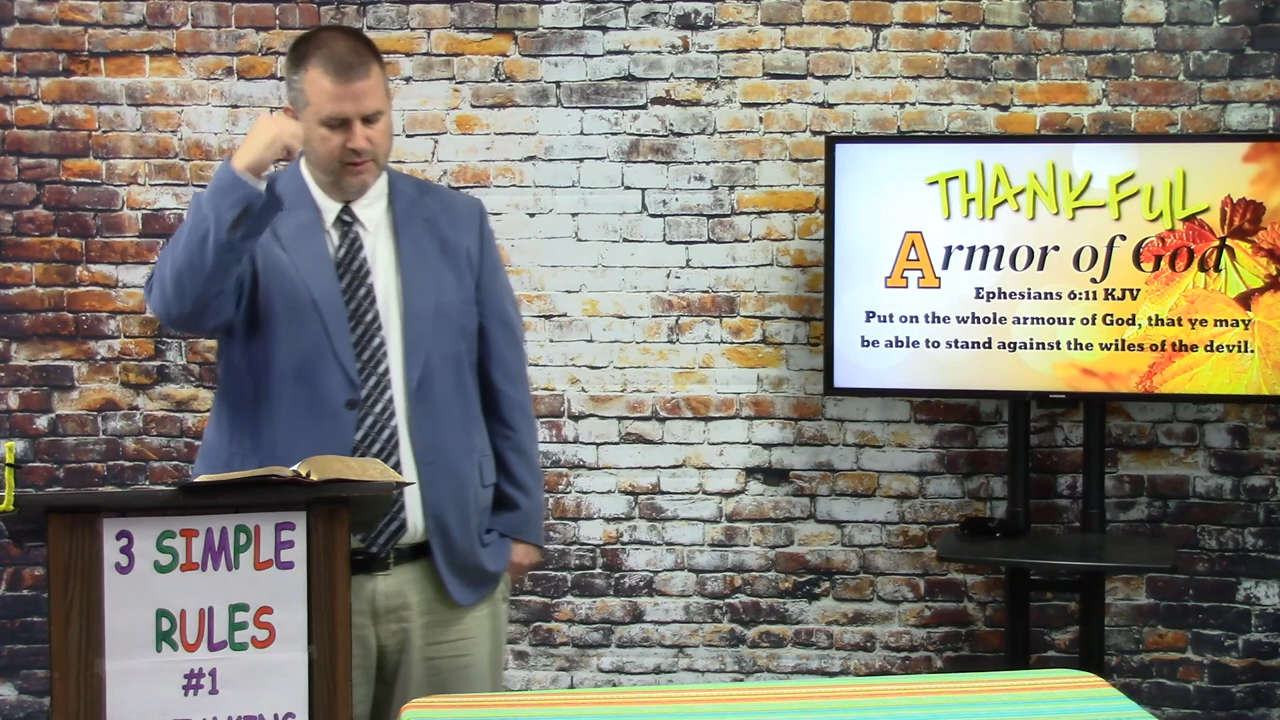 THANKFUL
Armor of God
Ephesians 6:11 KJV
Put on the whole armour of God, that ye may
be able to stand against the wiles of the devil.
SAMSUNG
3 SIMPLE
RULES
#1